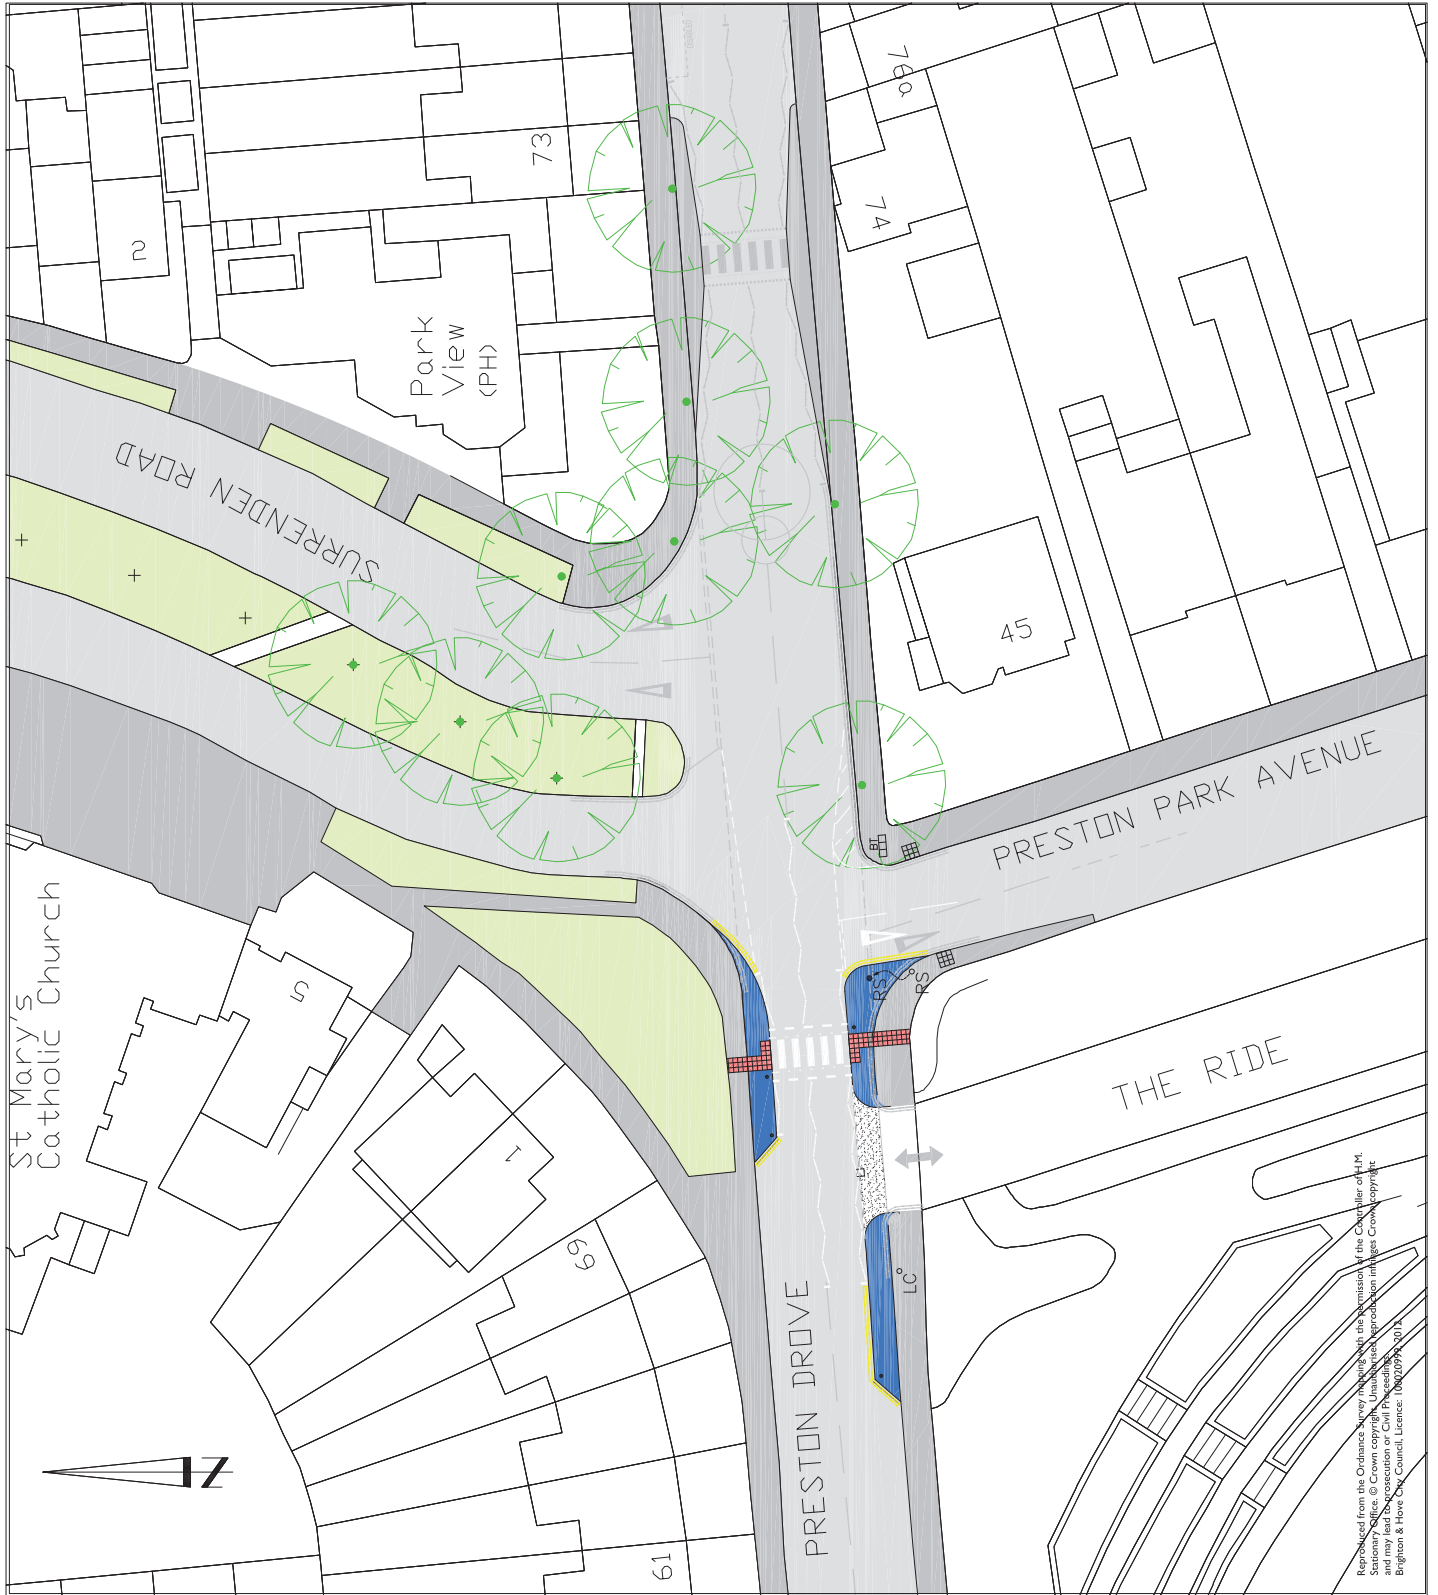 76a
73
74
2
Park
View
(PH)
SURRENDEN ROAD
45
PRESTON PARK AVENUE
BT
St Mary's
Catholic Church
5
RS
RS
1
THE RIDE
69
LC
PRESTON DROVE
61
N
Reproduced from the Ordnance Survey mapping with the permission of the Controller of H.M.
Stationary Office. © Crown copyright. Unauthorised reproduction infringes Crown copyright
and may lead to prosecution or Civil Proceedings.
Brighton & Hove City Council. Licence: 100020999, 2012.